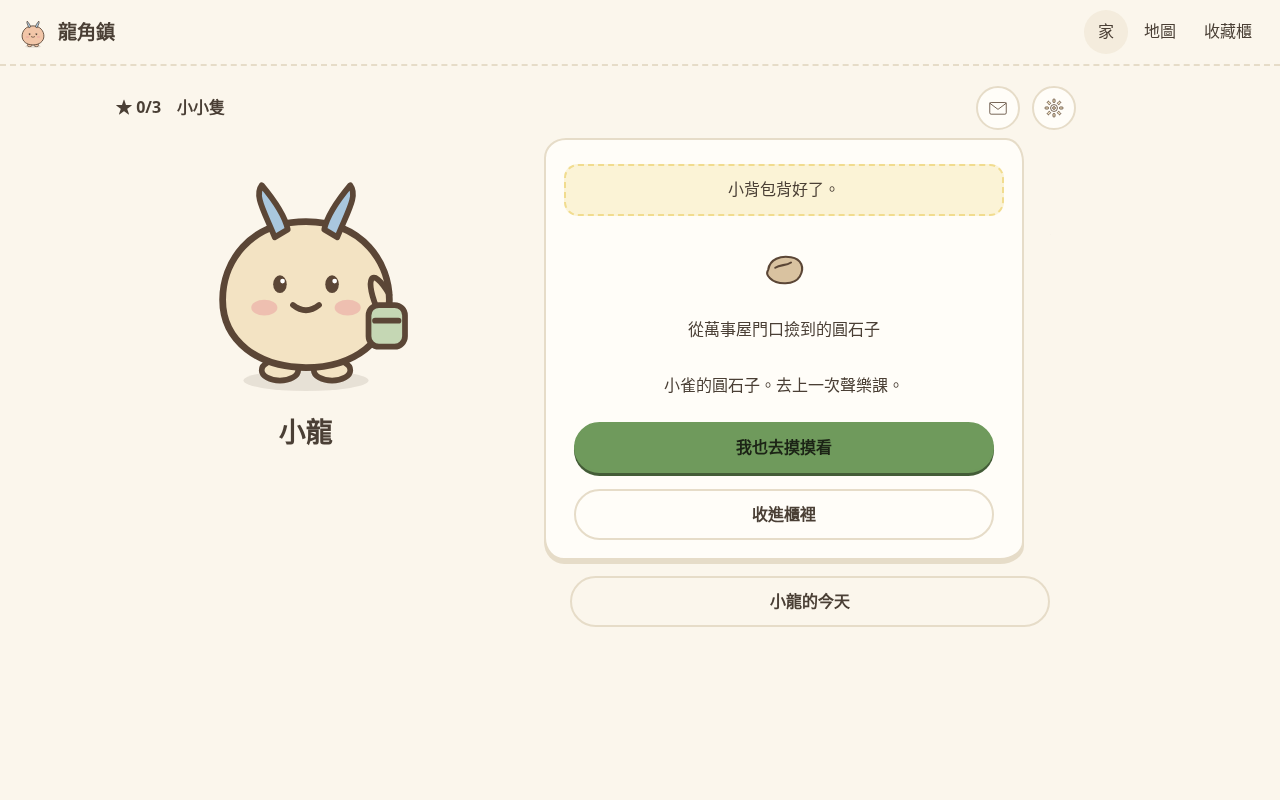 龍角鎮
家
地圖
收藏櫃
★ 0/3 小小隻
小背包背好了。
從萬事屋門口撿到的圓石子
小雀的圓石子。去上一次聲樂課。
我也去摸摸看
收進櫃裡
小龍
小龍的今天